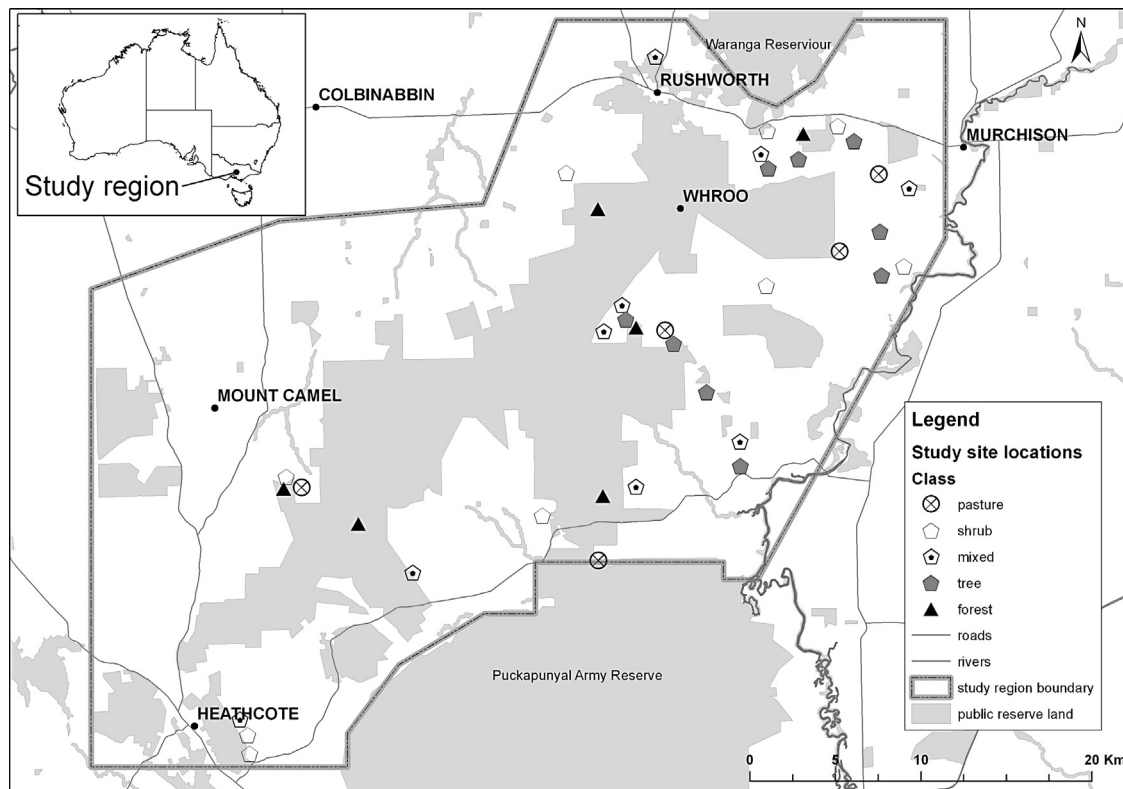 Study region
COLBINABBIN
RUSHWORTH
Waranga Reserviour
N
MURCHISON
WHROO
MOUNT CAMEL
HEATHCOTE
Puckapunyal Army Reserve
Legend
Study site locations
Class
pasture
shrub
mixed
tree
forest
roads
rivers
study region boundary
public reserve land
0 5 10 20 Km